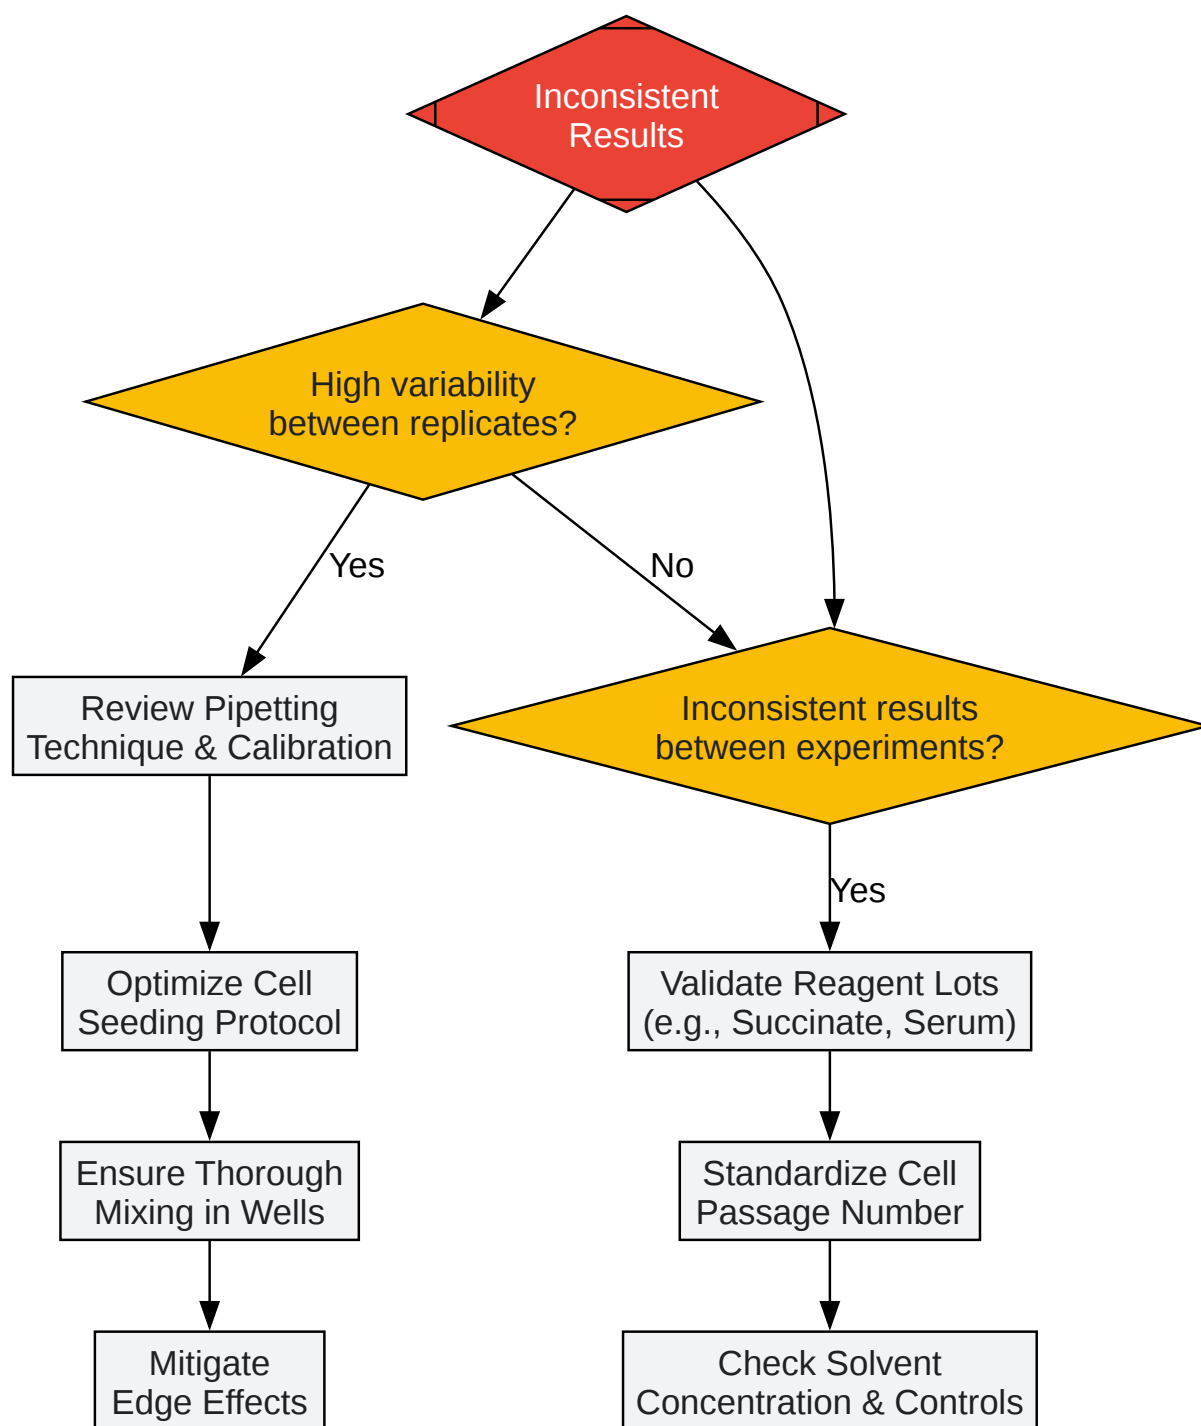 Inconsistent
Results
High variability
between replicates?
Yes
No
Review Pipetting
Technique & Calibration
Inconsistent results
between experiments?
Yes
Optimize Cell
Seeding Protocol
Validate Reagent Lots
(e.g., Succinate, Serum)
Ensure Thorough
Mixing in Wells
Standardize Cell
Passage Number
Mitigate
Edge Effects
Check Solvent
Concentration & Controls